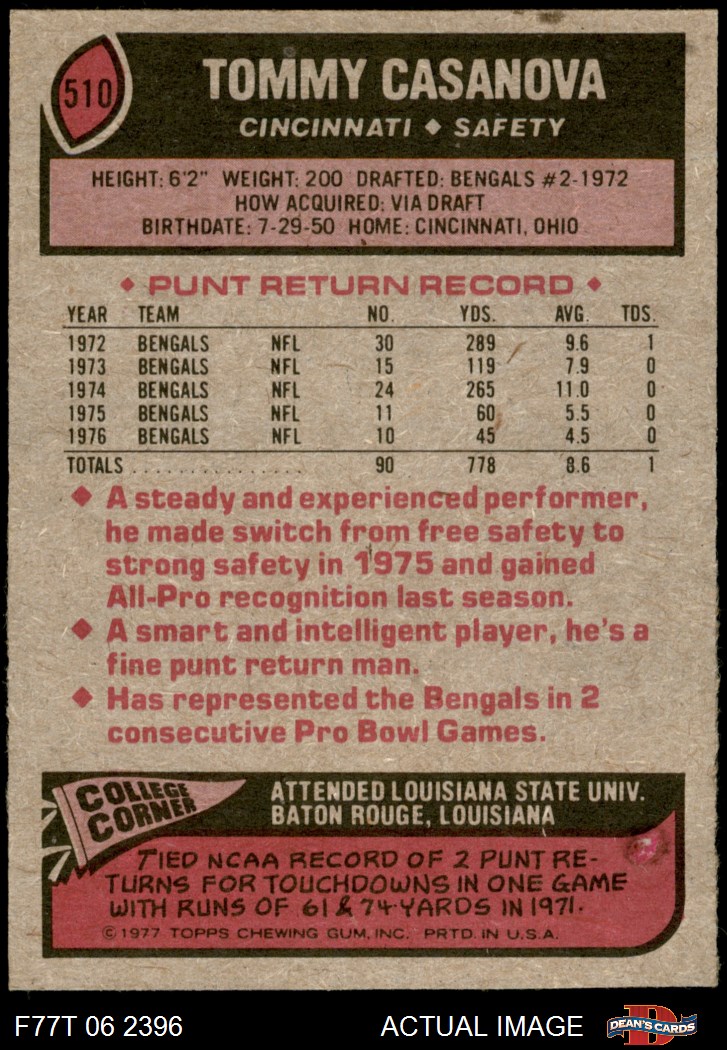 510
TOMMY CASANOVA
CINCINNATI ♦ SAFETY
HEIGHT: 6'2" WEIGHT: 200 DRAFTED: BENGALS #2-1972
HOW ACQUIRED: VIA DRAFT
BIRTHDATE: 7-29-50 HOME: CINCINNATI, OHIO
♦ PUNT RETURN RECORD ♦
YEAR TEAM NO. YDS. AVG. TDS.
1972 BENGALS NFL 30 289 9.6 1
1973 BENGALS NFL 15 119 7.9 0
1974 BENGALS NFL 24 265 11.0 0
1975 BENGALS NFL 11 60 5.5 0
1976 BENGALS NFL 10 45 4.5 0
TOTALS ................ 90 778 8.6 1
♦ A steady and experienced performer,
he made switch from free safety to
strong safety in 1975 and gained
All-Pro recognition last season.
♦ A smart and intelligent player, he's a
fine punt return man.
♦ Has represented the Bengals in 2
consecutive Pro Bowl Games.
COLLEGE
CORNER
ATTENDED LOUISIANA STATE UNIV.
BATON ROUGE, LOUISIANA
TIED NCAA RECORD OF 2 PUNT RE-
TURNS FOR TOUCHDOWNS IN ONE GAME
WITH RUNS OF 61 & 74-YARDS IN 1971.
© 1977 TOPPS CHEWING GUM, INC. PRTD. IN U.S.A.
F77T 06 2396 ACTUAL IMAGE
D
DEAN'S CARDS